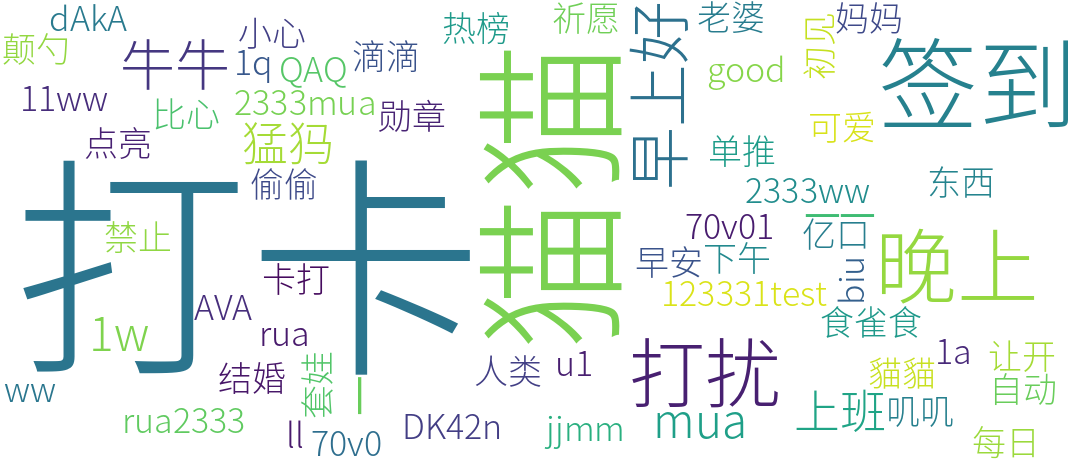 dAkA
小心
热榜
祈愿
老婆
初见
妈妈
颠勺
牛牛
1q
QAQ
滴滴
猫猫
早上好
good
签到
11ww
比心
2333mua
勋章
可爱
点亮
猛犸
单推
打卡
偷偷
2333ww
东西
禁止
70v01
亿口
卡打
早安
下午
biu
晚上
AVA
123331test
1w
rua
食雀食
结婚
套娃
人类
u1
打扰
1a
让开
貓貓
ww
自动
rua2333
ll
70v0
DK42n
jjmm
mua
上班
叽叽
每日